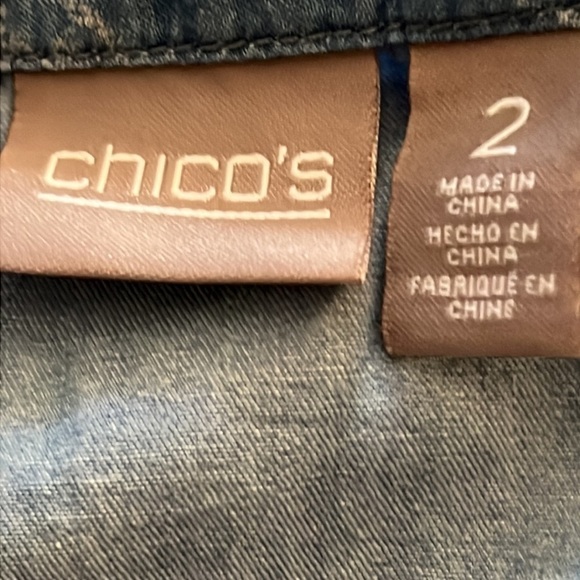 chico's
2
MADE IN
CHINA
HECHO EN
CHINA
FABRIQUÉ EN
CHINE